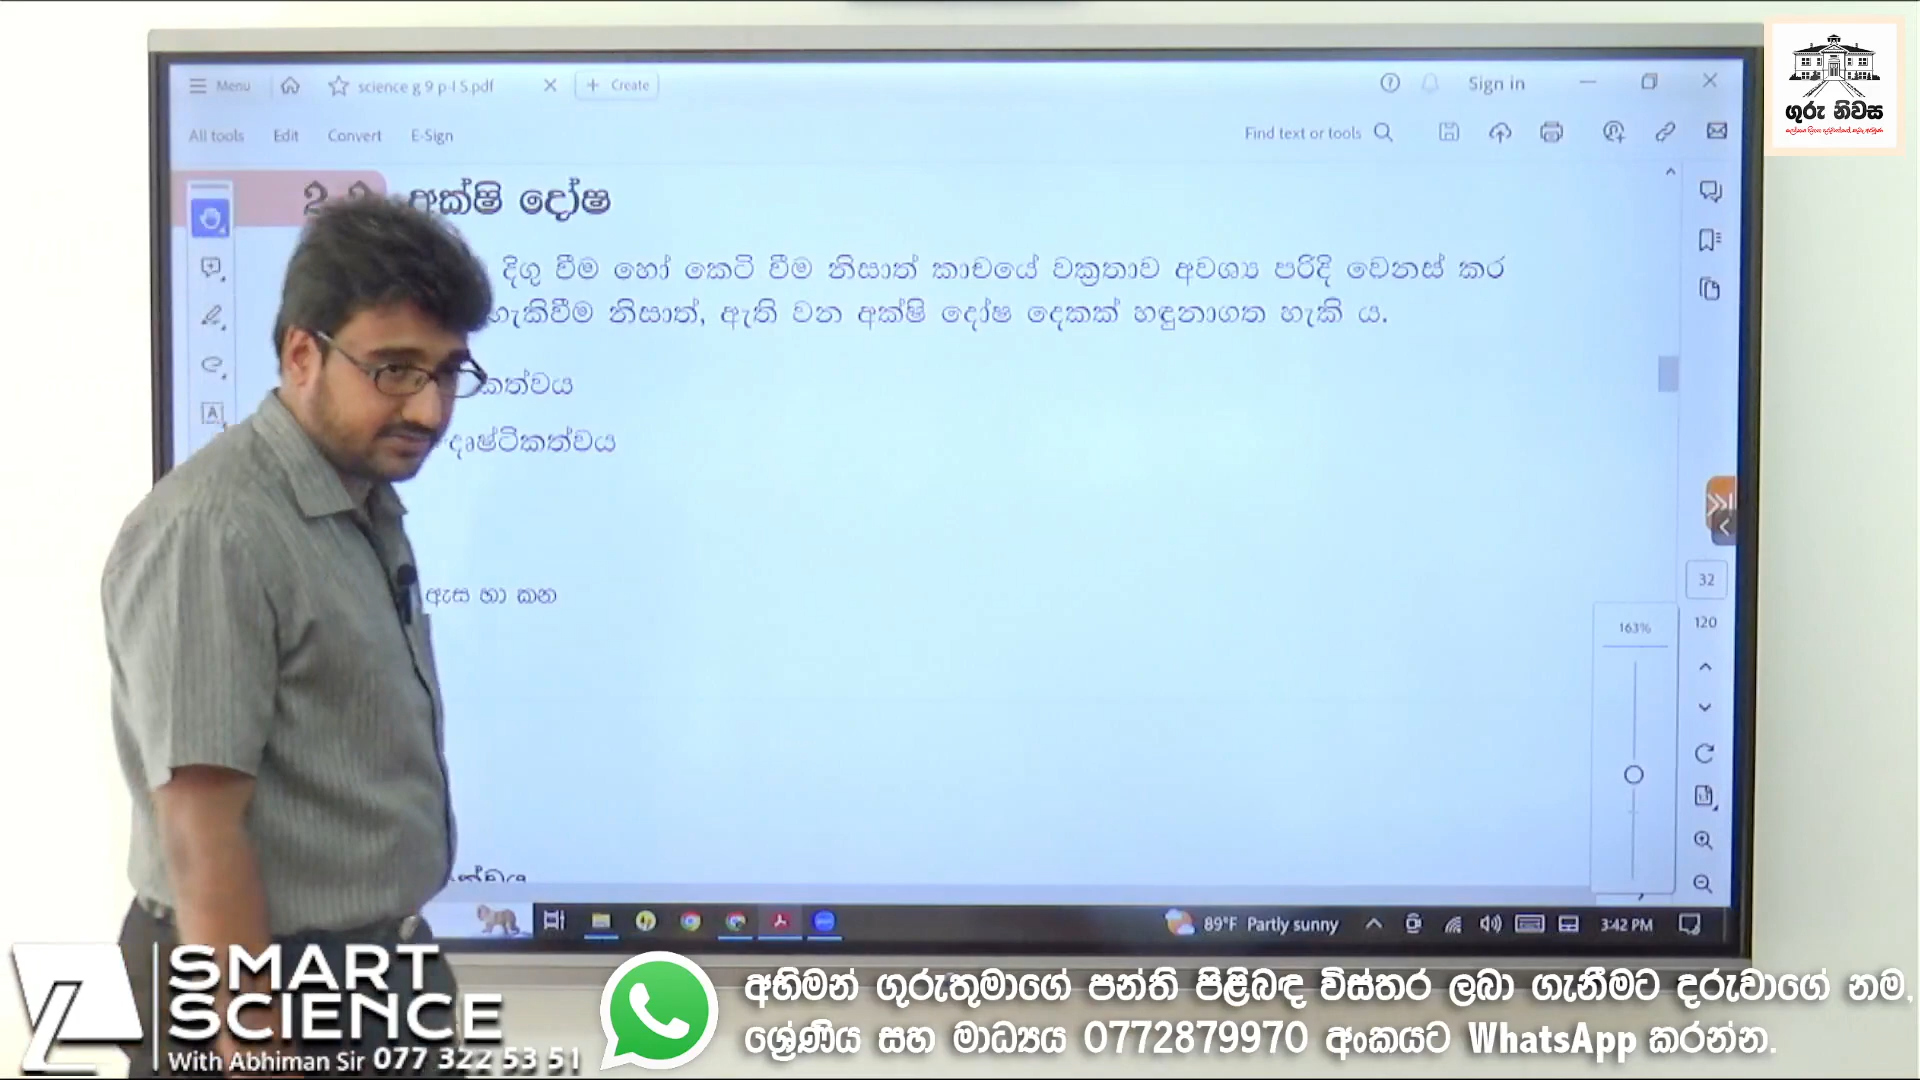 Menu
science g 9 p-I S.pdf
+ Create
Sign in
ගුරු නිවස
All tools Edit Convert E-Sign
Find text or tools
අක්ෂි දෝෂ
දිගු වීම හෝ කෙටි වීම නිසාත් කාචයේ වක්‍රතාව අවශ්‍ය පරිදි වෙනස් කර
හැකිවීම නිසාත්, ඇති වන අක්ෂි දෝෂ දෙකක් හඳුනාගත හැකි ය.
දෘෂ්ටිකත්වය
ඇස හා කන
32
120
163%
89°F Partly sunny
3:42 PM
SMART
SCIENCE
With Abhiman Sir 077 322 53 51
අභිමන් ගුරුතුමාගේ පන්ති පිළිබඳ විස්තර ලබා ගැනීමට දරුවාගේ නම,
ශ්‍රේණිය සහ මාධ්‍යය 0772879970 අංකයට WhatsApp කරන්න.